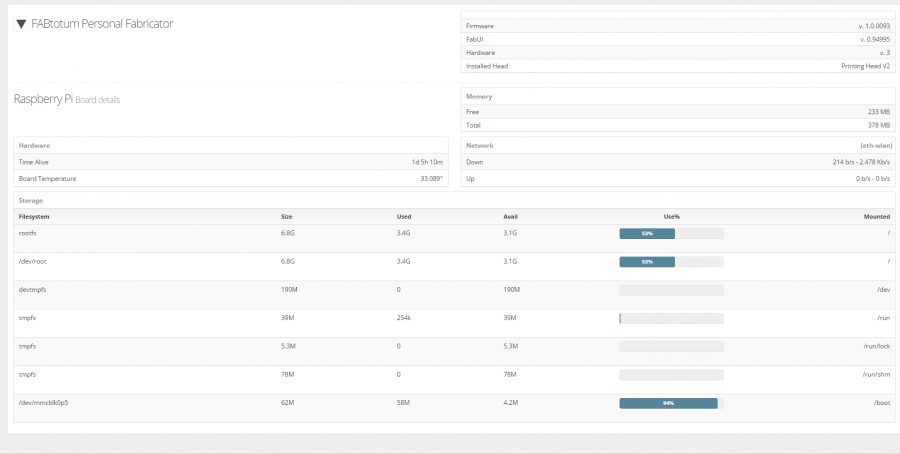 FABtotum Personal Fabricator
Firmware v. 1.0.0093
FabUI v. 0.94995
Hardware v. 3
Installed Head Printing Head V2
Raspberry Pi Board details
Memory
Free 233 MB
Total 378 MB
Hardware
Time Alive 1d 5h 10m
Board Temperature 33.089°
Network (eth-wlan)
Down 214 b/s - 2.478 Kb/s
Up 0 b/s - 0 b/s
Storage
Filesystem Size Used Avail Use% Mounted
rootfs 6.8G 3.4G 3.1G 53% /
/dev/root 6.8G 3.4G 3.1G 53% /
devtmpfs 190M 0 190M /dev
tmpfs 39M 254k 39M /run
tmpfs 5.3M 0 5.3M /run/lock
tmpfs 78M 0 78M /run/shm
/dev/mmcblk0p5 62M 58M 4.2M 94% /boot